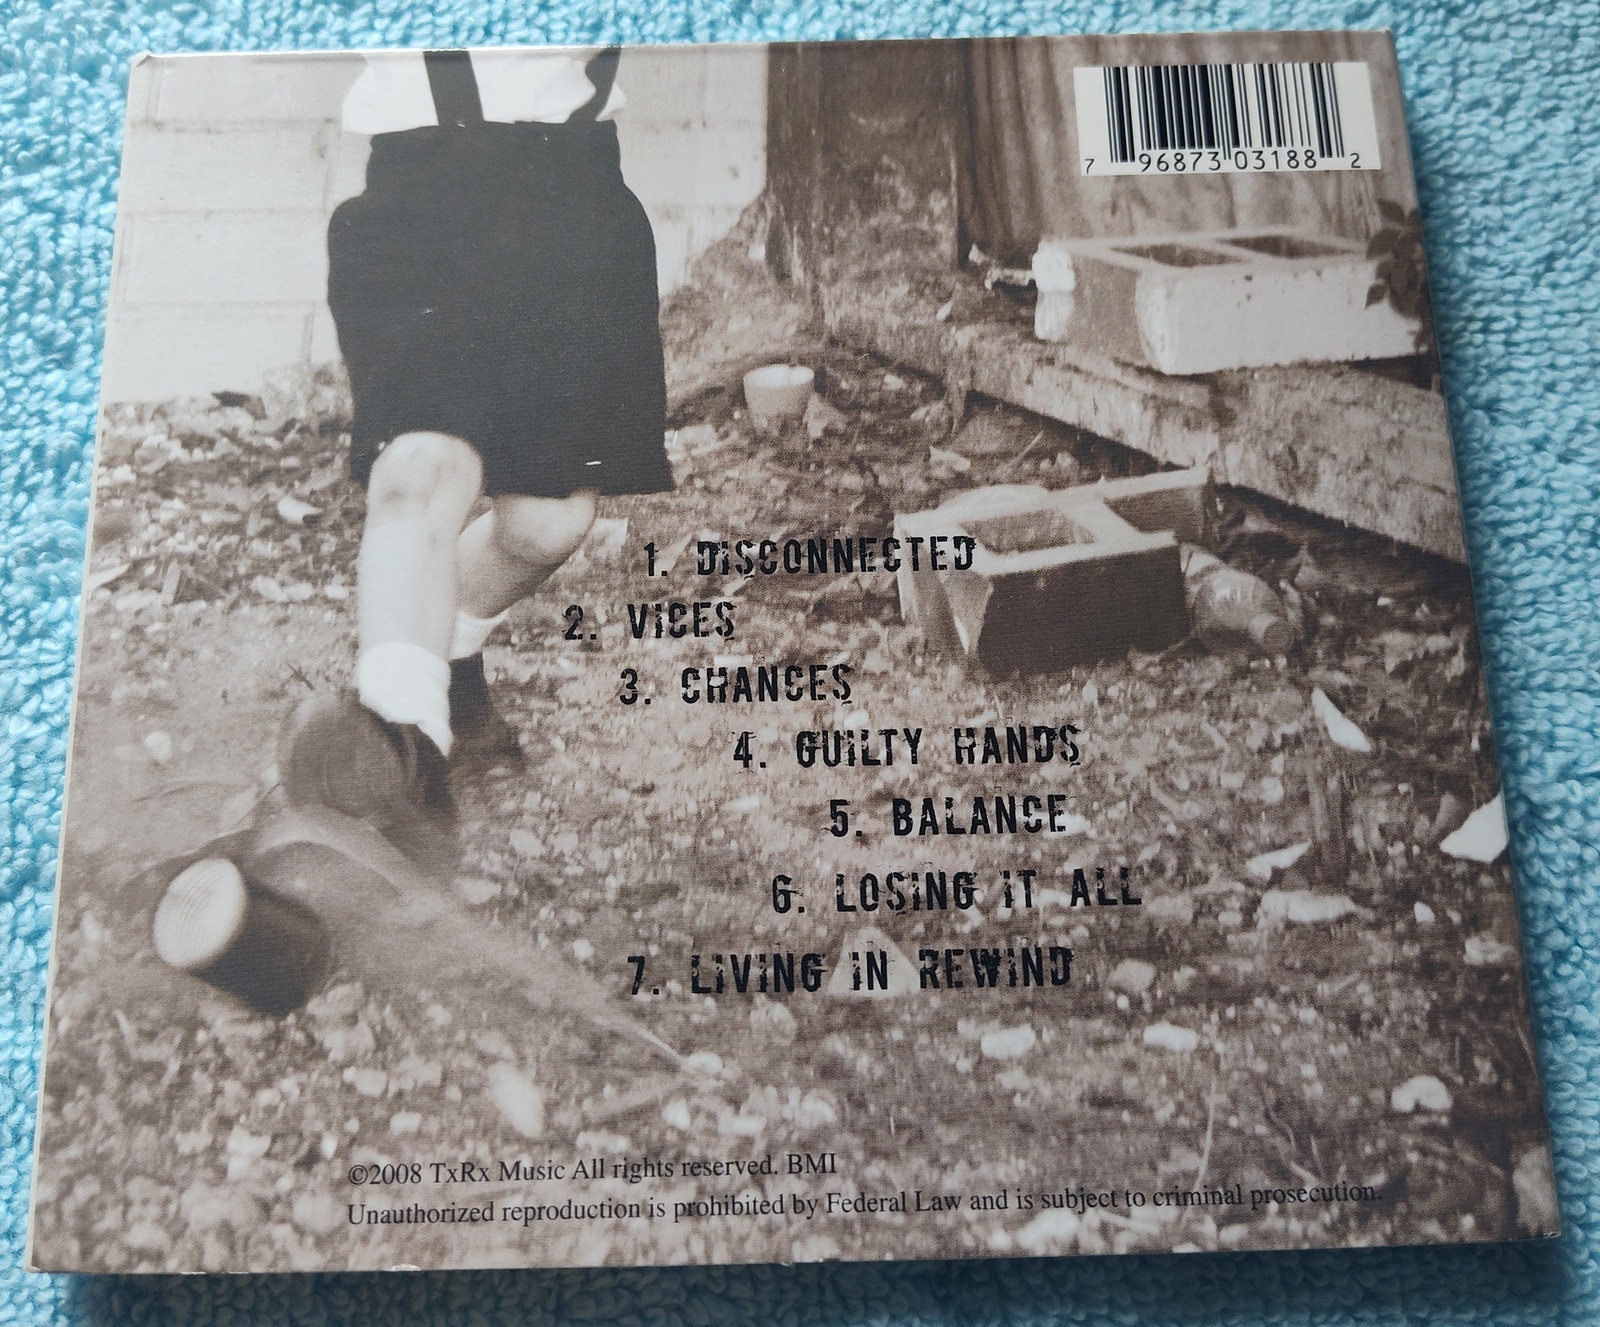 7 96873 03188 2
1. DISCONNECTED
2. VICES
3. CHANCES
4. GUILTY HANDS
5. BALANCE
6. LOSING IT ALL
7. LIVING IN REWIND
©2008 TxRx Music All rights reserved. BMI
Unauthorized reproduction is prohibited by Federal Law and is subject to criminal prosecution.